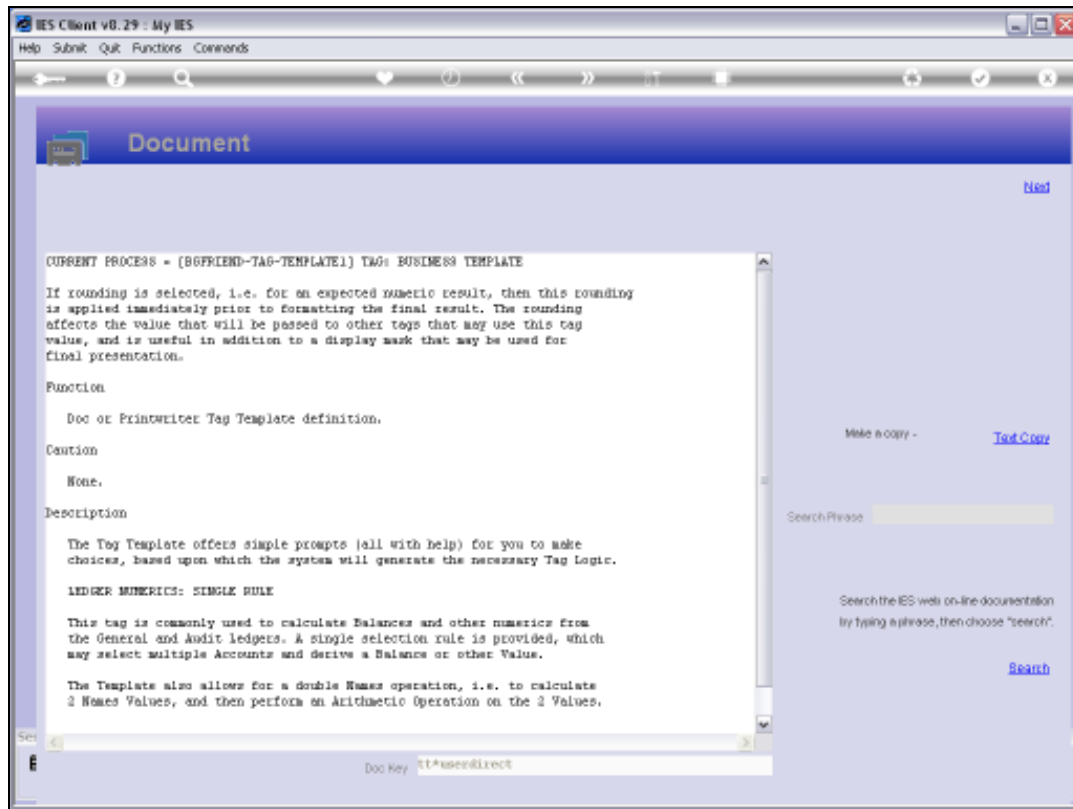 IES Client v8.29 : My IES
Help Submit Quit Functions Commands
Document
Next
CURRENT PROCESS = [BGFRIEND-TAG-TEMPLATE1] TAG: BUSINESS TEMPLATE
If rounding is selected, i.e. for an expected numeric result, then this rounding
is applied immediately prior to formatting the final result. The rounding
affects the value that will be passed to other tags that may use this tag
value, and is useful in addition to a display mask that may be used for
final presentation.
Function
Doc or Printwriter Tag Template definition.
Caution
None.
Description
The Tag Template offers simple prompts (all with help) for you to make
choices, based upon which the system will generate the necessary Tag Logic.
LEDGER NUMERICS: SINGLE RULE
This tag is commonly used to calculate Balances and other numerics from
the General and Audit ledgers. A single selection rule is provided, which
may select multiple Accounts and derive a Balance or other Value.
The Template also allows for a double Names operation, i.e. to calculate
2 Names Values, and then perform an Arithmetic Operation on the 2 Values.
Make a copy -
Text Copy
Search Phrase
Search the IES web on-line documentation
by typing a phrase, then choose "search".
Search
Ses
Doc Key tt*userdirect